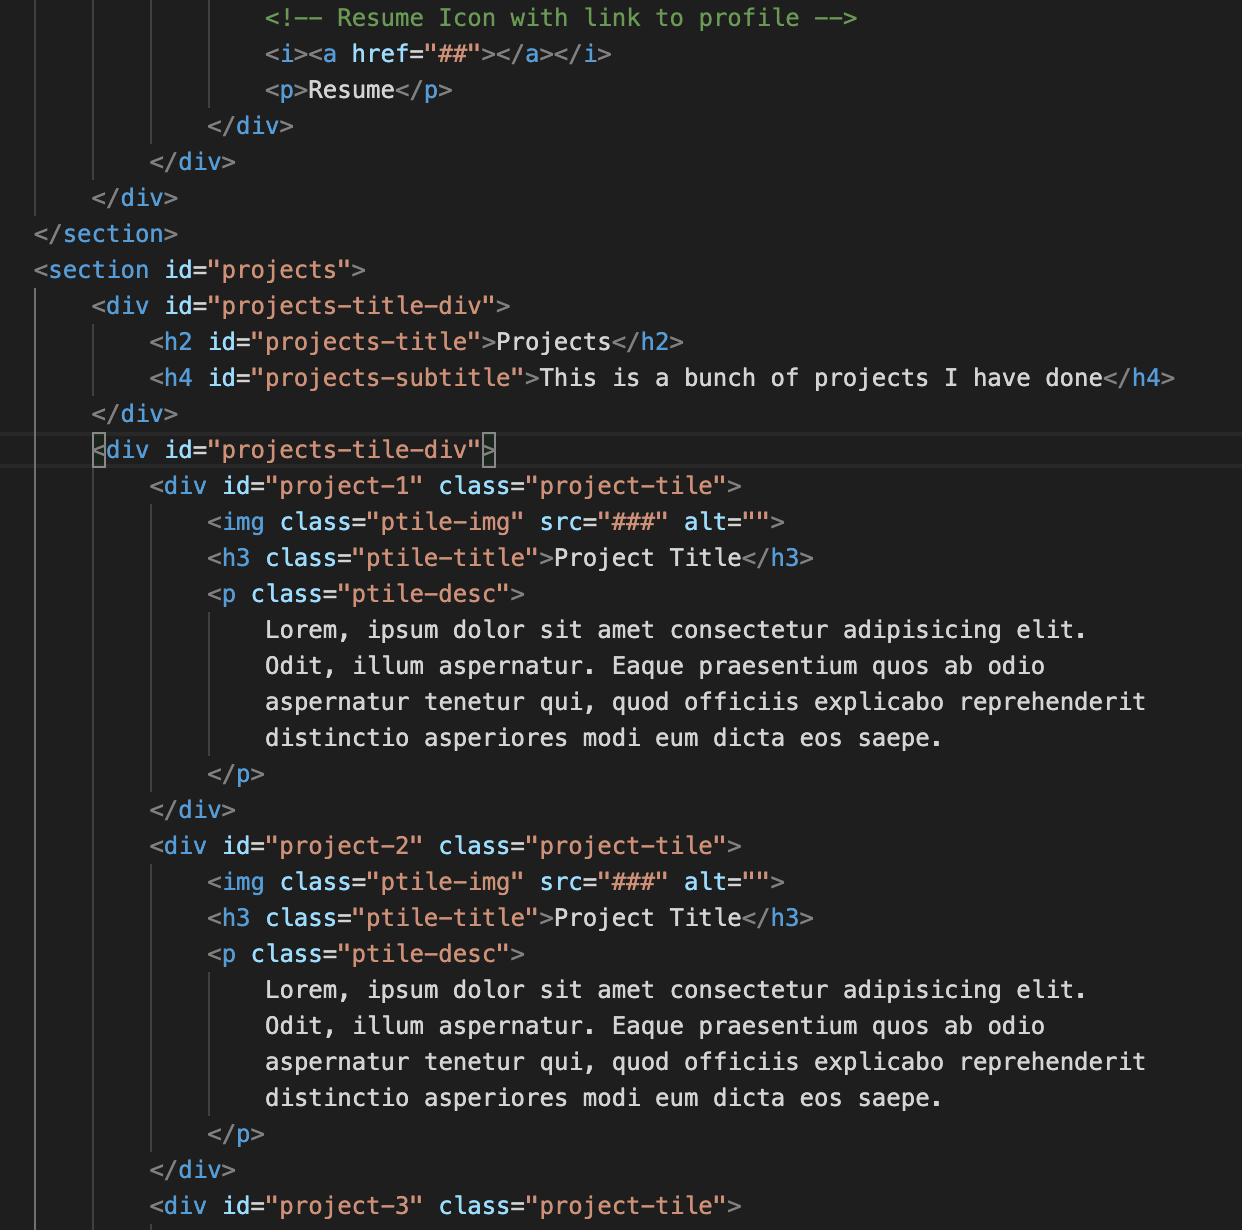 <!-- Resume Icon with link to profile -->
<i><a href="##"></a></i>
<p>Resume</p>
</div>
</div>
</div>
</section>
<section id="projects">
<div id="projects-title-div">
<h2 id="projects-title">Projects</h2>
<h4 id="projects-subtitle">This is a bunch of projects I have done</h4>
</div>
<div id="projects-tile-div">
<div id="project-1" class="project-tile">
<img class="ptile-img" src="###" alt="">
<h3 class="ptile-title">Project Title</h3>
<p class="ptile-desc">
Lorem, ipsum dolor sit amet consectetur adipisicing elit.
Odit, illum aspernatur. Eaque praesentium quos ab odio
aspernatur tenetur qui, quod officiis explicabo reprehenderit
distinctio asperiores modi eum dicta eos saepe.
</p>
</div>
<div id="project-2" class="project-tile">
<img class="ptile-img" src="###" alt="">
<h3 class="ptile-title">Project Title</h3>
<p class="ptile-desc">
Lorem, ipsum dolor sit amet consectetur adipisicing elit.
Odit, illum aspernatur. Eaque praesentium quos ab odio
aspernatur tenetur qui, quod officiis explicabo reprehenderit
distinctio asperiores modi eum dicta eos saepe.
</p>
</div>
<div id="project-3" class="project-tile">